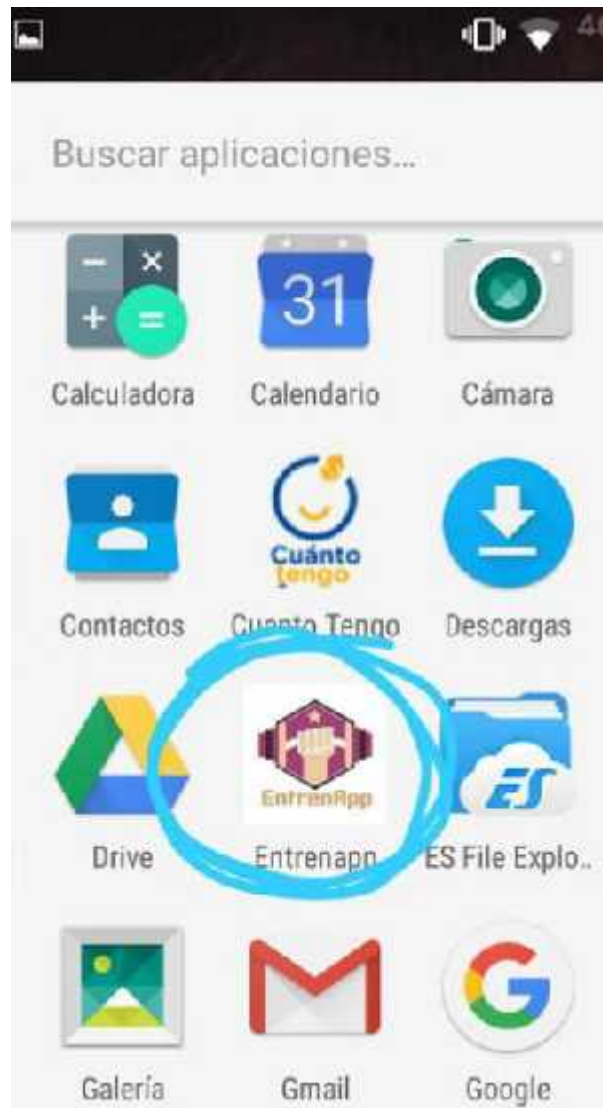 46
Buscar aplicaciones...
31
Calculadora Calendario Cámara
Cuánto
tengo
Contactos Cuanto Tengo Descargas
EntrenApp
ES
Drive Entrenapp ES File Explo..
G
Galería Gmail Google